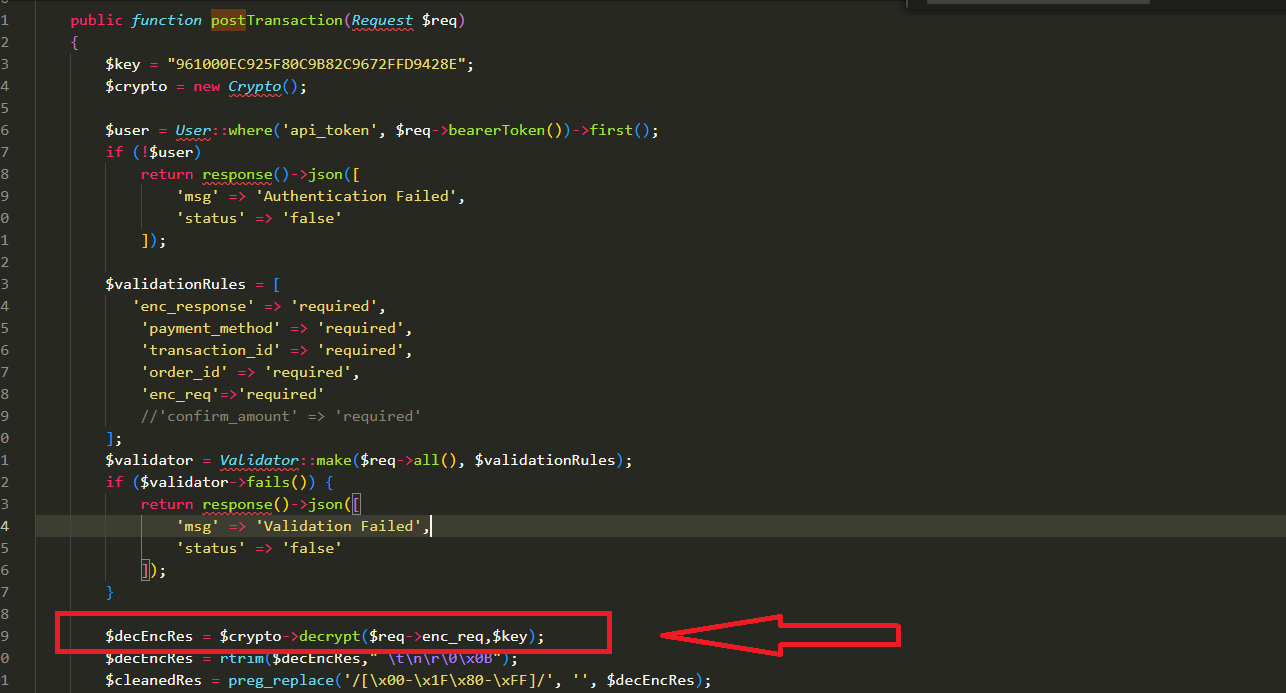 1 public function postTransaction(Request $req)
2 {
3 $key = "961000EC925F80C9B82C9672FFD9428E";
4 $crypto = new Crypto();
5
6 $user = User::where('api_token', $req->bearerToken())->first();
7 if (!$user)
8 return response()->json([
9 'msg' => 'Authentication Failed',
0 'status' => 'false'
1 ]);
2
3 $validationRules = [
4 'enc_response' => 'required',
5 'payment_method' => 'required',
6 'transaction_id' => 'required',
7 'order_id' => 'required',
8 'enc_req'=>'required'
9 //'confirm_amount' => 'required'
0 ];
1 $validator = Validator::make($req->all(), $validationRules);
2 if ($validator->fails()) {
3 return response()->json([
4 'msg' => 'Validation Failed',
5 'status' => 'false'
6 ]);
7 }
8
9 $decEncRes = $crypto->decrypt($req->enc_req,$key);
0 $decEncRes = rtrim($decEncRes," \t\n\r\0\x0B");
1 $cleanedRes = preg_replace('/[\x00-\x1F\x80-\xFF]/', '', $decEncRes);